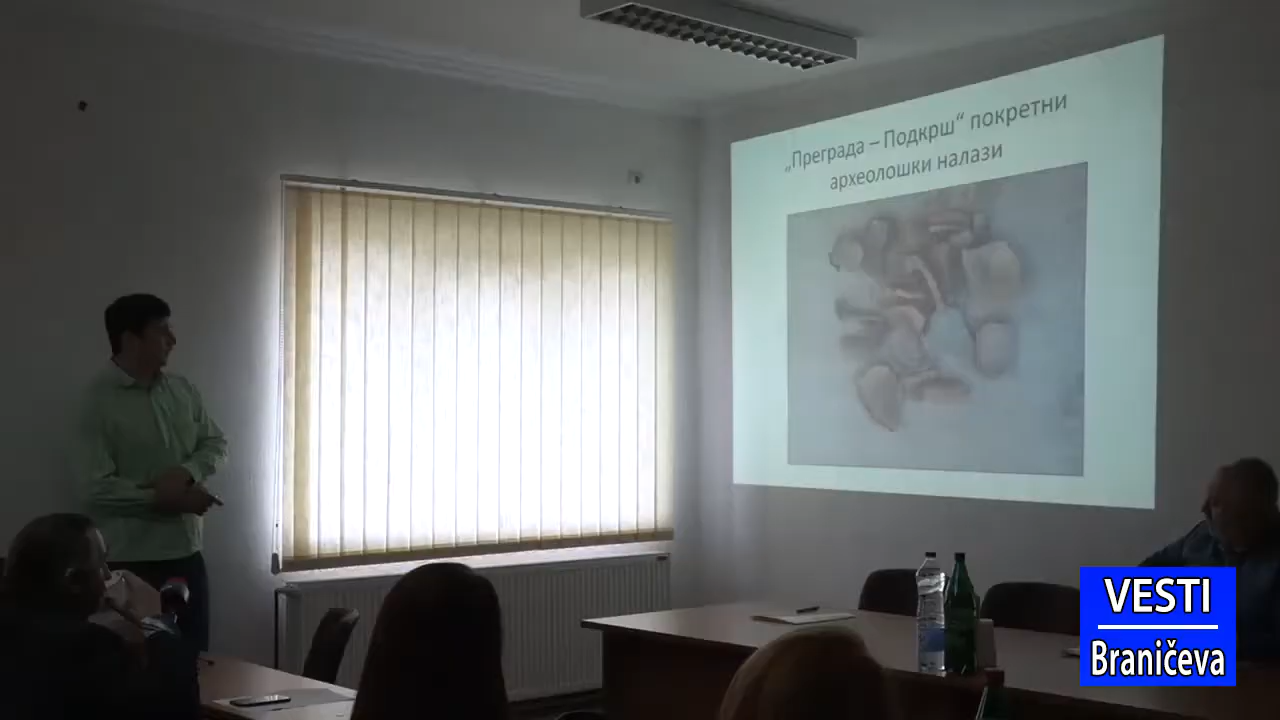 „Преграда – Подкрш“ покретни
археолошки налази
VESTI
Braničeva